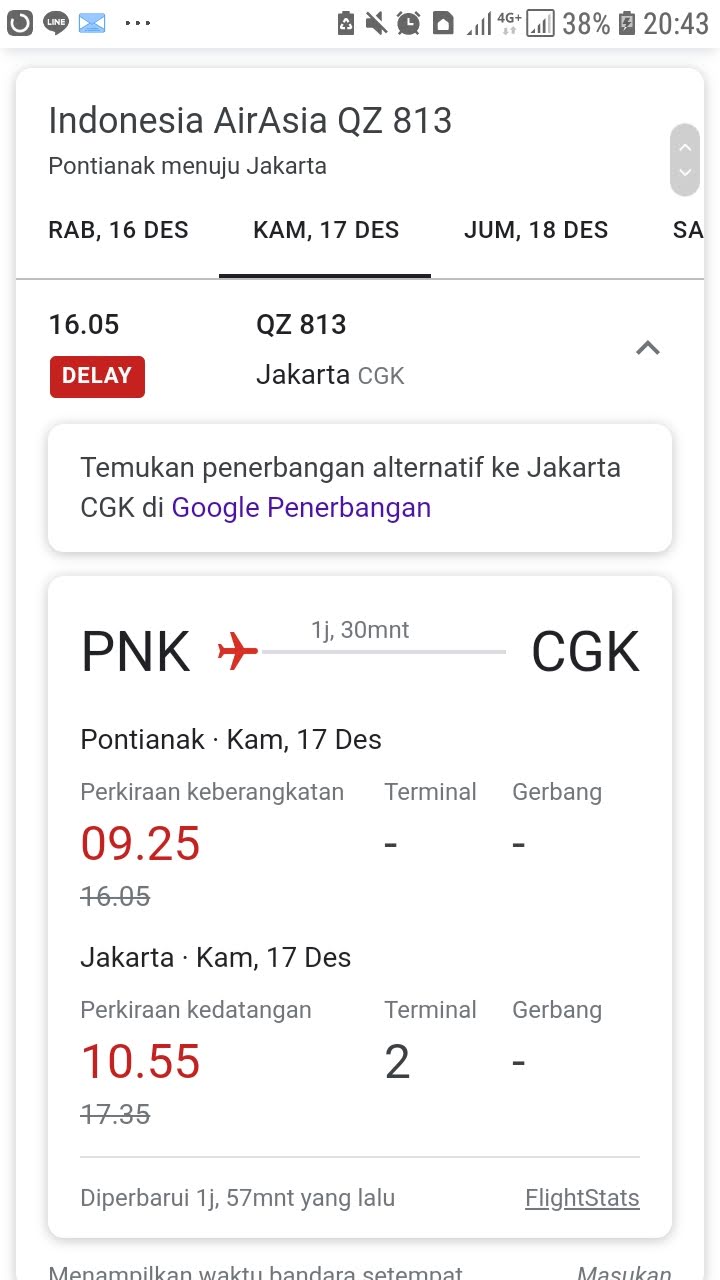 LINE
4G+
38%
20:43
Indonesia AirAsia QZ 813
Pontianak menuju Jakarta
RAB, 16 DES
KAM, 17 DES
JUM, 18 DES
SA
16.05
QZ 813
DELAY
Jakarta CGK
Temukan penerbangan alternatif ke Jakarta
CGK di Google Penerbangan
1j, 30mnt
PNK
CGK
Pontianak · Kam, 17 Des
Perkiraan keberangkatan Terminal Gerbang
09.25 - -
16.05
Jakarta · Kam, 17 Des
Perkiraan kedatangan Terminal Gerbang
10.55 2 -
17.35
Diperbarui 1j, 57mnt yang lalu FlightStats
Menampilkan waktu bandara setempat Masukan